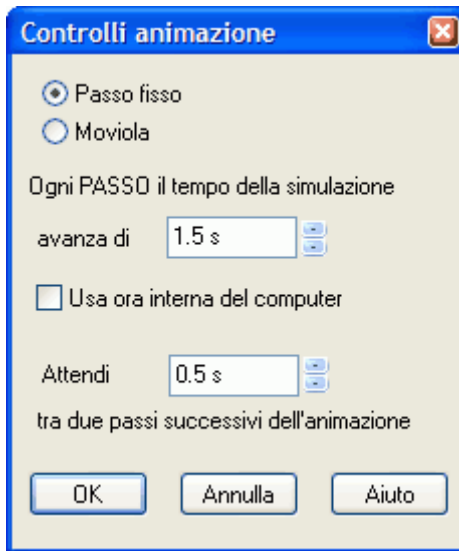 Controlli animazione
Passo fisso
Moviola
Ogni PASSO il tempo della simulazione
avanza di 1.5 s
Usa ora interna del computer
Attendi 0.5 s
tra due passi successivi dell'animazione
OK Annulla Aiuto